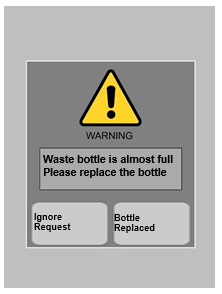 WARNING
Waste bottle is almost full
Please replace the bottle
Ignore
Request
Bottle
Replaced